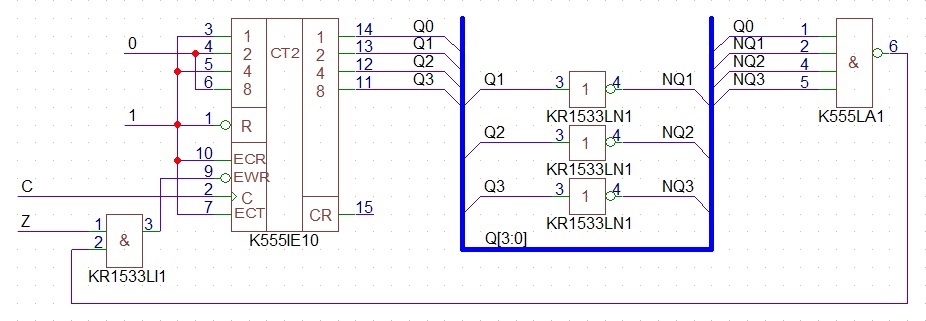 3 1 CT2 1 14 Q0 Q0 1
0 4 2 2 13 Q1 NQ1 2 & 6
5 4 4 12 Q2 NQ2 4
6 8 8 11 Q3 NQ3 5
Q1 3 1 4 NQ1
KR1533LN1
K555LA1
1 1 R
Q2 3 1 4 NQ2
KR1533LN1
10 ECR
9 EWR
C 2 C
Q3 3 1 4 NQ3
KR1533LN1
7 ECT CR 15
K555IE10
Z 1 & 3
2
KR1533LI1
Q[3:0]